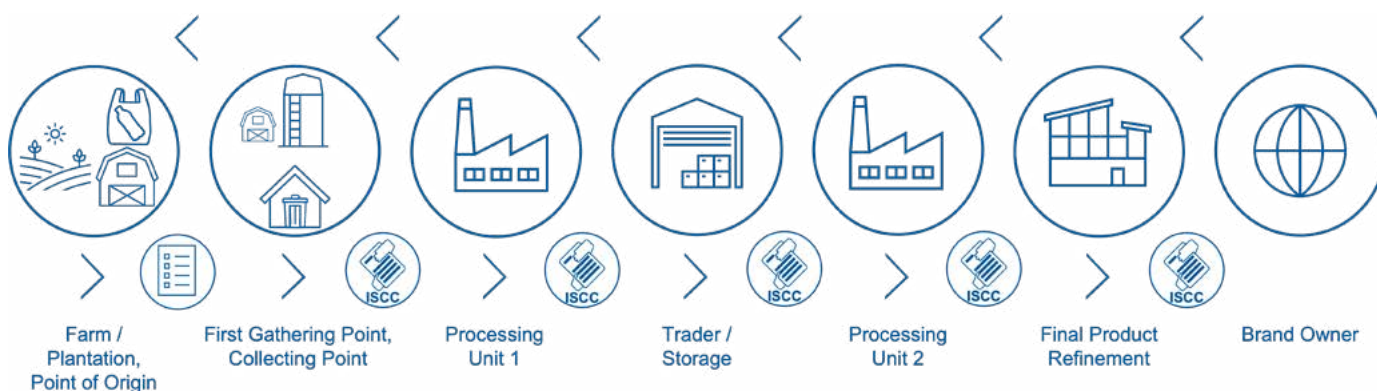 ISCC
ISCC
ISCC
ISCC
ISCC
Farm /
Plantation,
Point of Origin
First Gathering Point,
Collecting Point
Processing
Unit 1
Trader /
Storage
Processing
Unit 2
Final Product
Refinement
Brand Owner